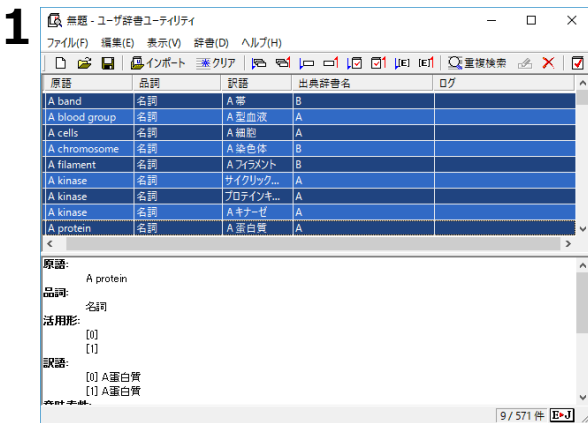 1
無題 - ユーザ辞書ユーティリティ
ファイル(F) 編集(E) 表示(V) 辞書(D) ヘルプ(H)
インポート クリア [E] [E] 重複検索
原語 品詞 訳語 出典辞書名 ログ
A band 名詞 A 帯 B
A blood group 名詞 A 型血液 A
A cells 名詞 A 細胞 A
A chromosome 名詞 A 染色体 B
A filament 名詞 A フィラメント B
A kinase 名詞 サイクリック... A
A kinase 名詞 プロテインキ... A
A kinase 名詞 A キナーゼ A
A protein 名詞 A 蛋白質 A
原語:
A protein
品詞:
名詞
活用形:
[0]
[1]
訳語:
[0] A蛋白質
[1] A蛋白質
9 / 571 件 E▸J